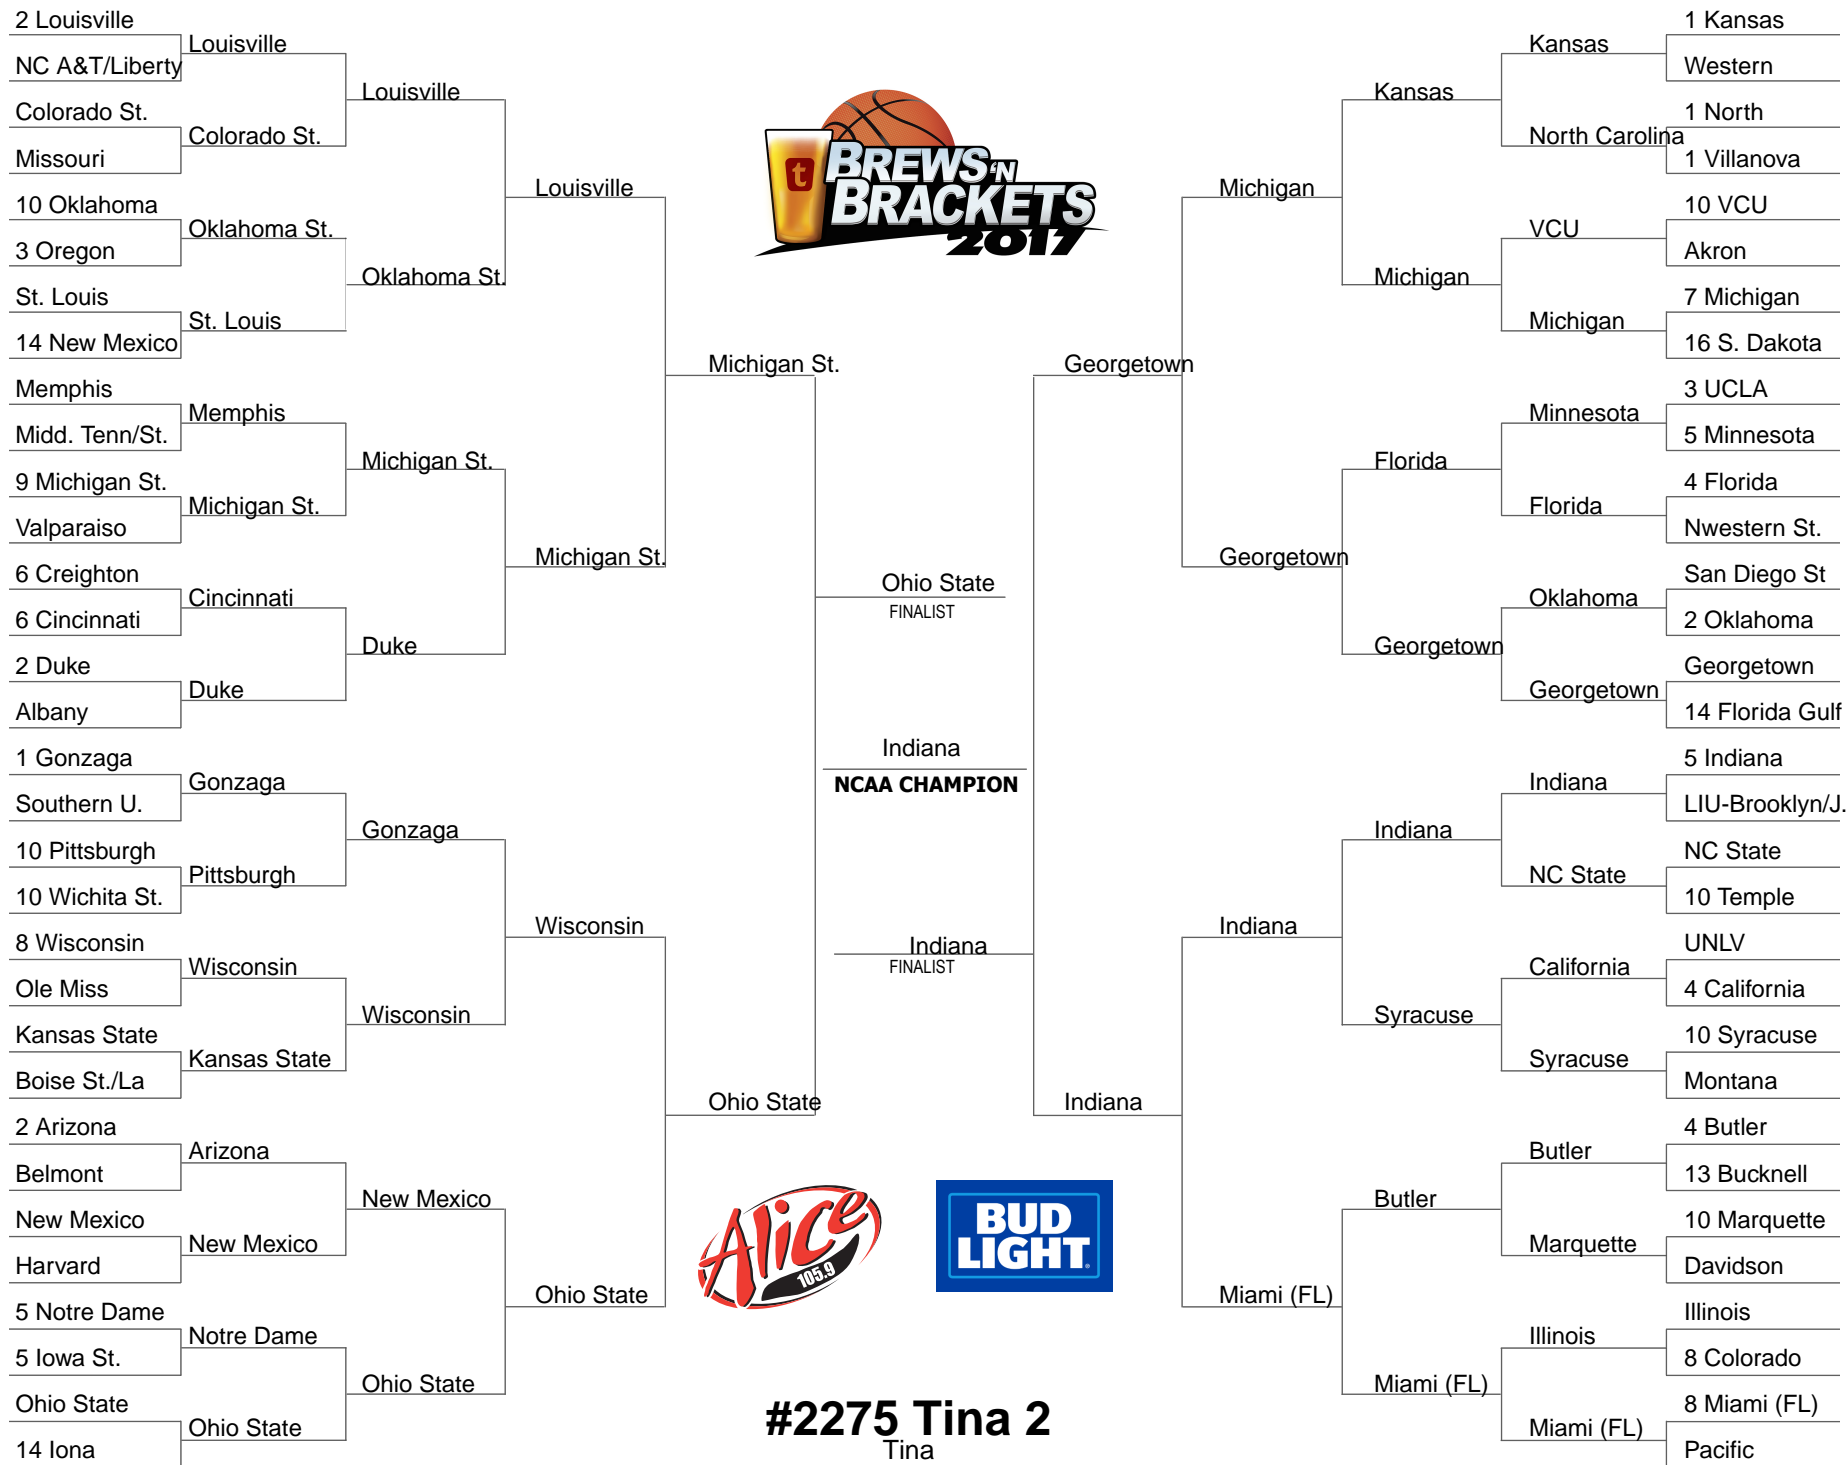 2 Louisville
NC A&T/Liberty
Colorado St.
Missouri
10 Oklahoma
3 Oregon
St. Louis
14 New Mexico
Memphis
Midd. Tenn/St.
9 Michigan St.
Valparaiso
6 Creighton
6 Cincinnati
2 Duke
Albany
1 Gonzaga
Southern U.
10 Pittsburgh
10 Wichita St.
8 Wisconsin
Ole Miss
Kansas State
Boise St./La
2 Arizona
Belmont
New Mexico
Harvard
5 Notre Dame
5 Iowa St.
Ohio State
14 Iona
Louisville
Colorado St.
Oklahoma St.
St. Louis
Memphis
Michigan St.
Cincinnati
Duke
Gonzaga
Pittsburgh
Wisconsin
Kansas State
Arizona
New Mexico
Notre Dame
Ohio State
Louisville
Oklahoma St.
Michigan St.
Duke
Gonzaga
Wisconsin
New Mexico
Ohio State
Louisville
Michigan St.
Wisconsin
Ohio State
Michigan St.
Ohio State
t
BREWS 'N
BRACKETS
2017
Ohio State
FINALIST
Indiana
NCAA CHAMPION
Indiana
FINALIST
Alice
105.9
BUD
LIGHT
#2275 Tina 2
Tina
Georgetown
Indiana
Michigan
Georgetown
Indiana
Miami (FL)
Kansas
Michigan
Florida
Georgetown
Indiana
Syracuse
Butler
Miami (FL)
Kansas
North Carolina
VCU
Michigan
Minnesota
Florida
Oklahoma
Georgetown
Indiana
NC State
California
Syracuse
Butler
Marquette
Illinois
Miami (FL)
1 Kansas
Western
1 North
1 Villanova
10 VCU
Akron
7 Michigan
16 S. Dakota
3 UCLA
5 Minnesota
4 Florida
Nwestern St.
San Diego St
2 Oklahoma
Georgetown
14 Florida Gulf
5 Indiana
LIU-Brooklyn/J.
NC State
10 Temple
UNLV
4 California
10 Syracuse
Montana
4 Butler
13 Bucknell
10 Marquette
Davidson
Illinois
8 Colorado
8 Miami (FL)
Pacific